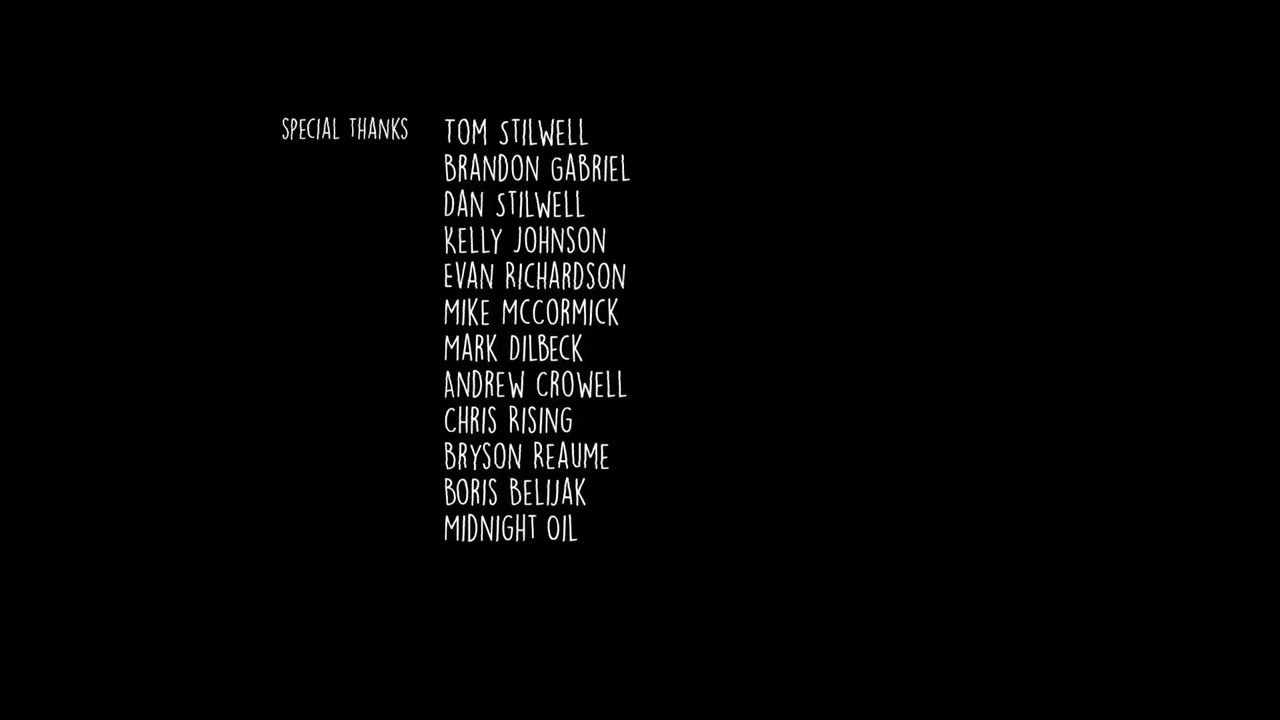 SPECIAL THANKS TOM STILWELL
BRANDON GABRIEL
DAN STILWELL
KELLY JOHNSON
EVAN RICHARDSON
MIKE MCCORMICK
MARK DILBECK
ANDREW CROWELL
CHRIS RISING
BRYSON REAUME
BORIS BELIJAK
MIDNIGHT OIL